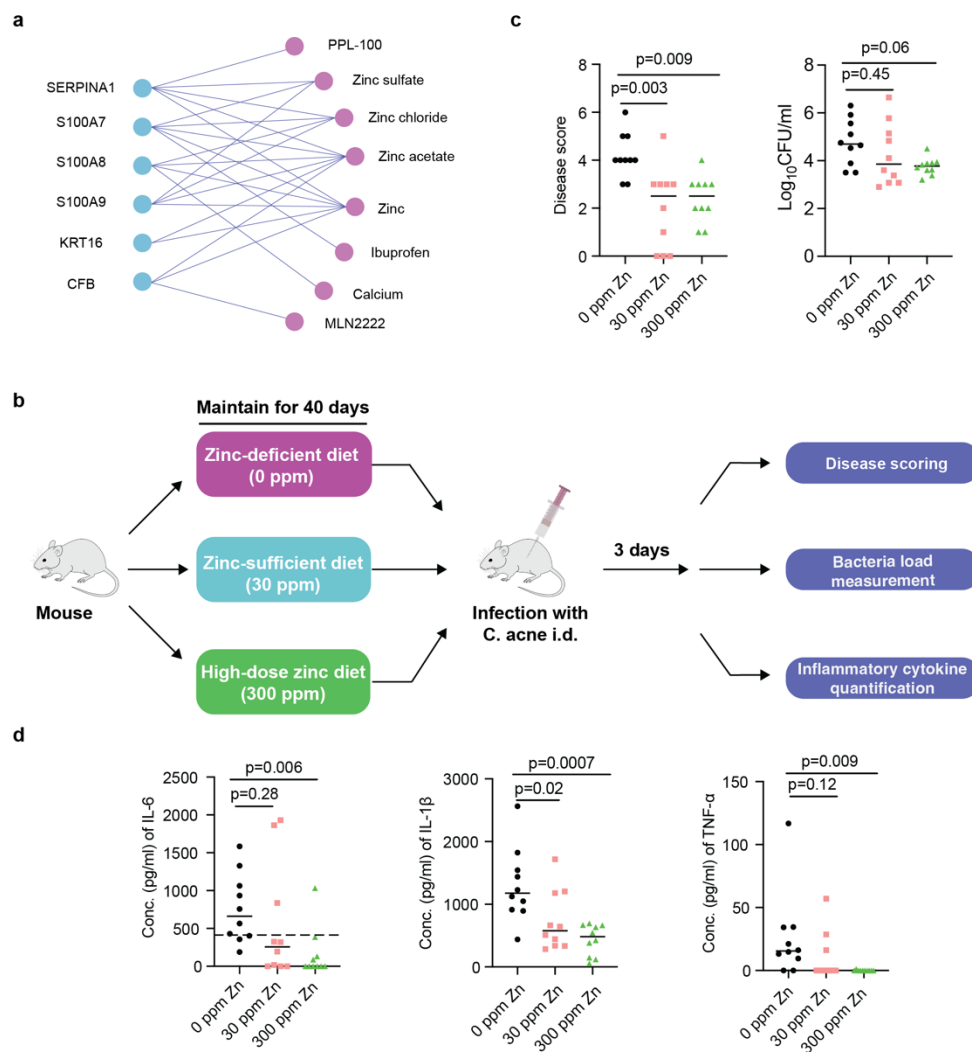 a
SERPINA1
S100A7
S100A8
S100A9
KRT16
CFB
PPL-100
Zinc sulfate
Zinc chloride
Zinc acetate
Zinc
Ibuprofen
Calcium
MLN2222
c
Disease score
8
6
4
2
0
p=0.009
p=0.003
0 ppm Zn
30 ppm Zn
300 ppm Zn
Log10CFU/ml
8
6
4
2
0
p=0.06
p=0.45
0 ppm Zn
30 ppm Zn
300 ppm Zn
b
Maintain for 40 days
Mouse
Zinc-deficient diet
(0 ppm)
Zinc-sufficient diet
(30 ppm)
High-dose zinc diet
(300 ppm)
Infection with
C. acne i.d.
3 days
Disease scoring
Bacteria load
measurement
Inflammatory cytokine
quantification
d
Conc. (pg/ml) of IL-6
2500
2000
1500
1000
500
0
p=0.006
p=0.28
0 ppm Zn
30 ppm Zn
300 ppm Zn
Conc. (pg/ml) of IL-1β
3000
2000
1000
0
p=0.0007
p=0.02
0 ppm Zn
30 ppm Zn
300 ppm Zn
Conc. (pg/ml) of TNF-α
150
100
50
0
p=0.009
p=0.12
0 ppm Zn
30 ppm Zn
300 ppm Zn